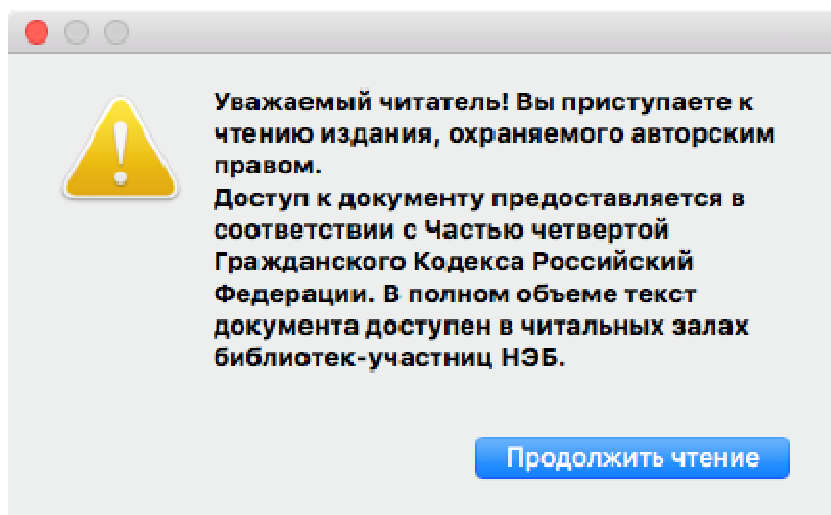 Уважаемый читатель! Вы приступаете к
чтению издания, охраняемого авторским
правом.
Доступ к документу предоставляется в
соответствии с Частью четвертой
Гражданского Кодекса Российский
Федерации. В полном объеме текст
документа доступен в читальных залах
библиотек-участниц НЭБ.
Продолжить чтение